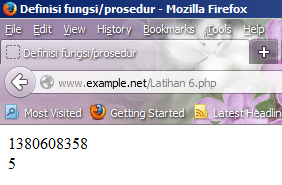 Definisi fungsi/prosedur - Mozilla Firefox
File Edit View History Bookmarks Tools Help
Definisi fungsi/prosedur +
www.example.net/Latihan 6.php
Most Visited Getting Started Latest Headlin
1380608358
5